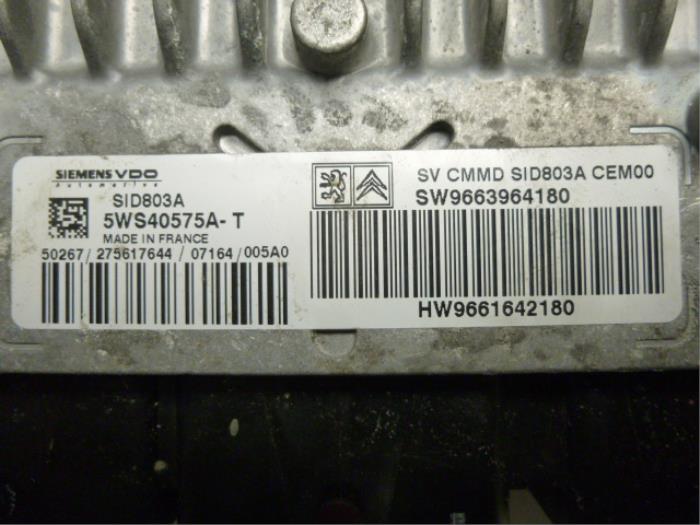 SIEMENS VDO
Automotive
SID803A
5WS40575A-T
MADE IN FRANCE
50267/275617644/07164/005A0
SV CMMD SID803A CEM00
SW9663964180
HW9661642180